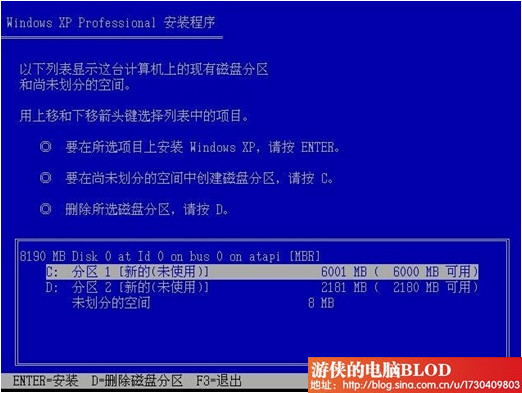 Windows XP Professional 安装程序
以下列表显示这台计算机上的现有磁盘分区
和尚未划分的空间。
用上移和下移箭头键选择列表中的项目。
◎ 要在所选项目上安装 Windows XP，请按 ENTER。
◎ 要在尚未划分的空间中创建磁盘分区，请按 C。
◎ 删除所选磁盘分区，请按 D。
8190 MB Disk 0 at Id 0 on bus 0 on atapi [MBR]
C: 分区 1 [新的(未使用)] 6001 MB ( 6000 MB 可用)
D: 分区 2 [新的(未使用)] 2181 MB ( 2180 MB 可用)
未划分的空间 8 MB
ENTER=安装 D=删除磁盘分区 F3=退出
游侠的电脑BLOD
地址：http://blog.sina.com.cn/u/1730409803